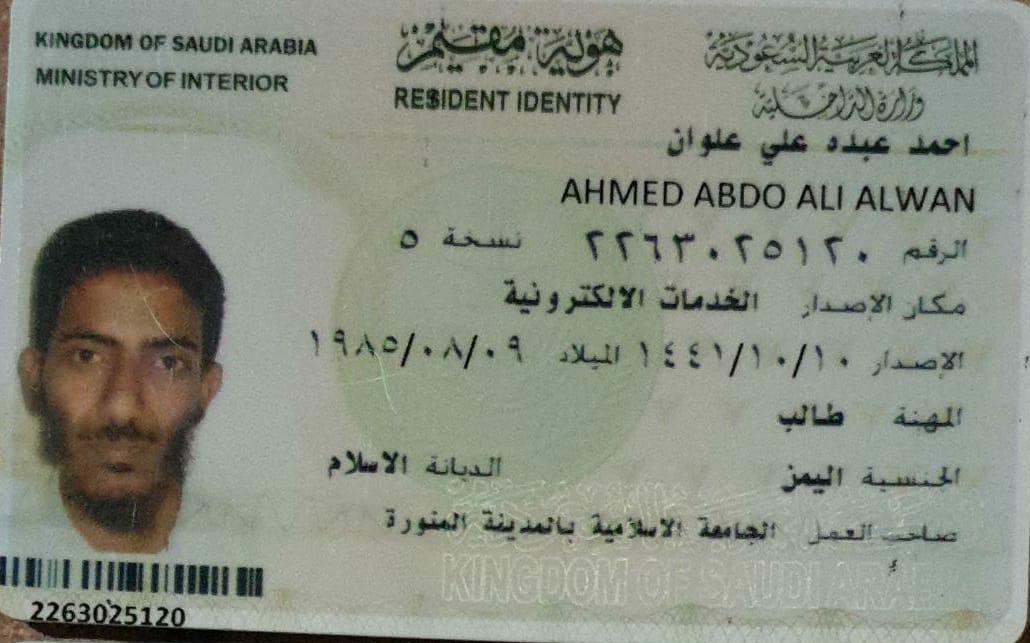 KINGDOM OF SAUDI ARABIA
MINISTRY OF INTERIOR
هوية مقيم
RESIDENT IDENTITY
المملكة العربية السعودية
وزارة الداخلية
احمد عبده علي علوان
AHMED ABDO ALI ALWAN
الرقم ٢٢٦٣٠٢٥١٢٠ نسخة ٥
مكان الإصدار الخدمات الالكترونية
الإصدار ١٤٤١/١٠/١٠ الميلاد ١٩٨٥/٠٨/٠٩
المهنة طالب
الجنسية اليمن الديانة الاسلام
صاحب العمل الجامعة الاسلامية بالمدينة المنورة
KINGDOM OF SAUDI ARAB
2263025120